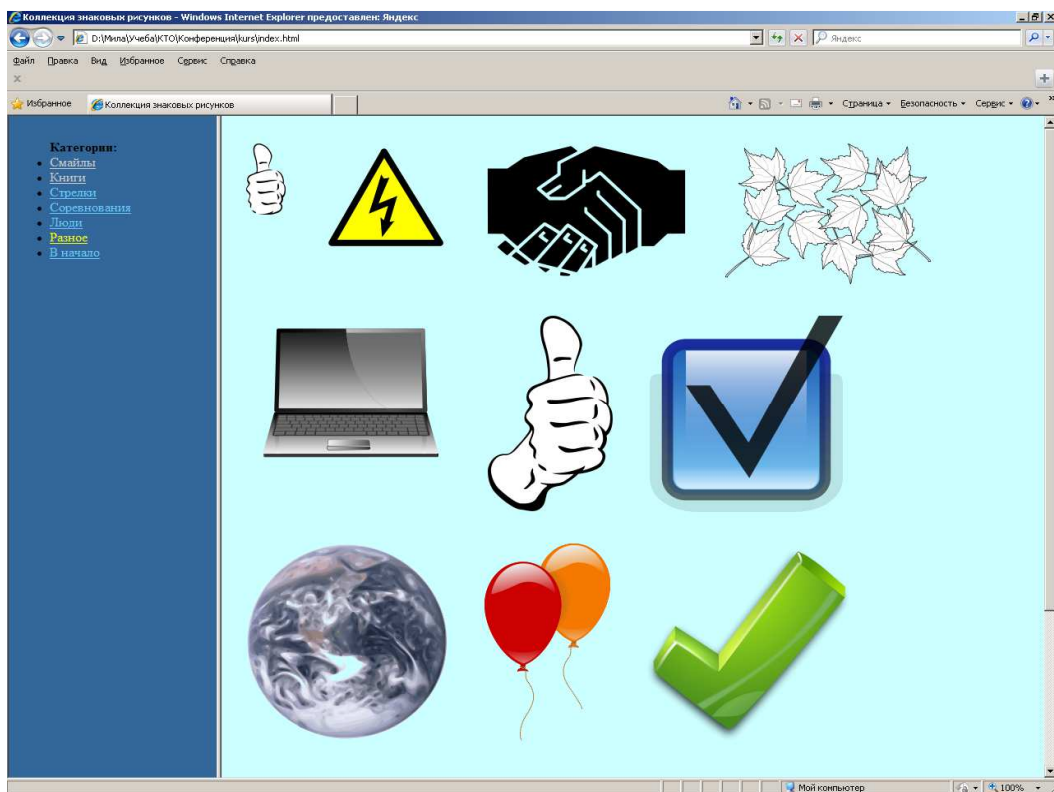 Коллекция знаковых рисунков - Windows Internet Explorer предоставлен: Яндекс
D:\Мила\Учеба\КТО\Конференция\kurs\index.html
Яндекс
Файл Правка Вид Избранное Сервис Справка
Избранное
Коллекция знаковых рисунков
Страница Безопасность Сервис
Категории:
Смайлы
Книги
Стрелки
Соревнования
Люди
Разное
В начало
Мой компьютер
100%